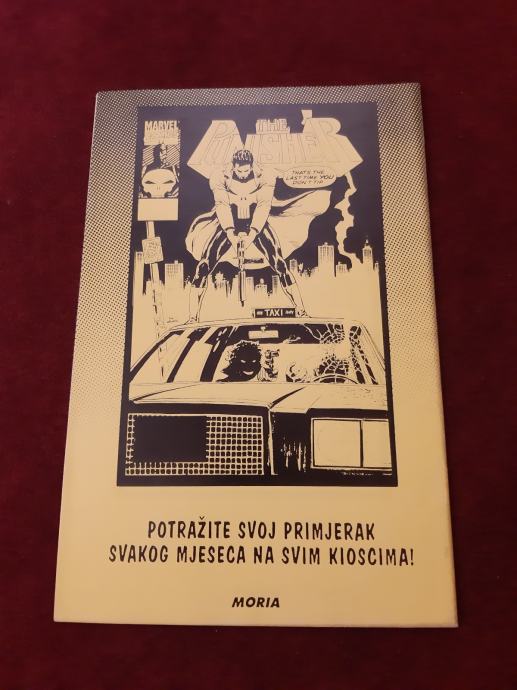 MARVEL
THE
PUNISHER
THAT'S THE
LAST TIME YOU
DON'T TIP.
TAXI
POTRAŽITE SVOJ PRIMJERAK
SVAKOG MJESECA NA SVIM KIOSCIMA!
MORIA